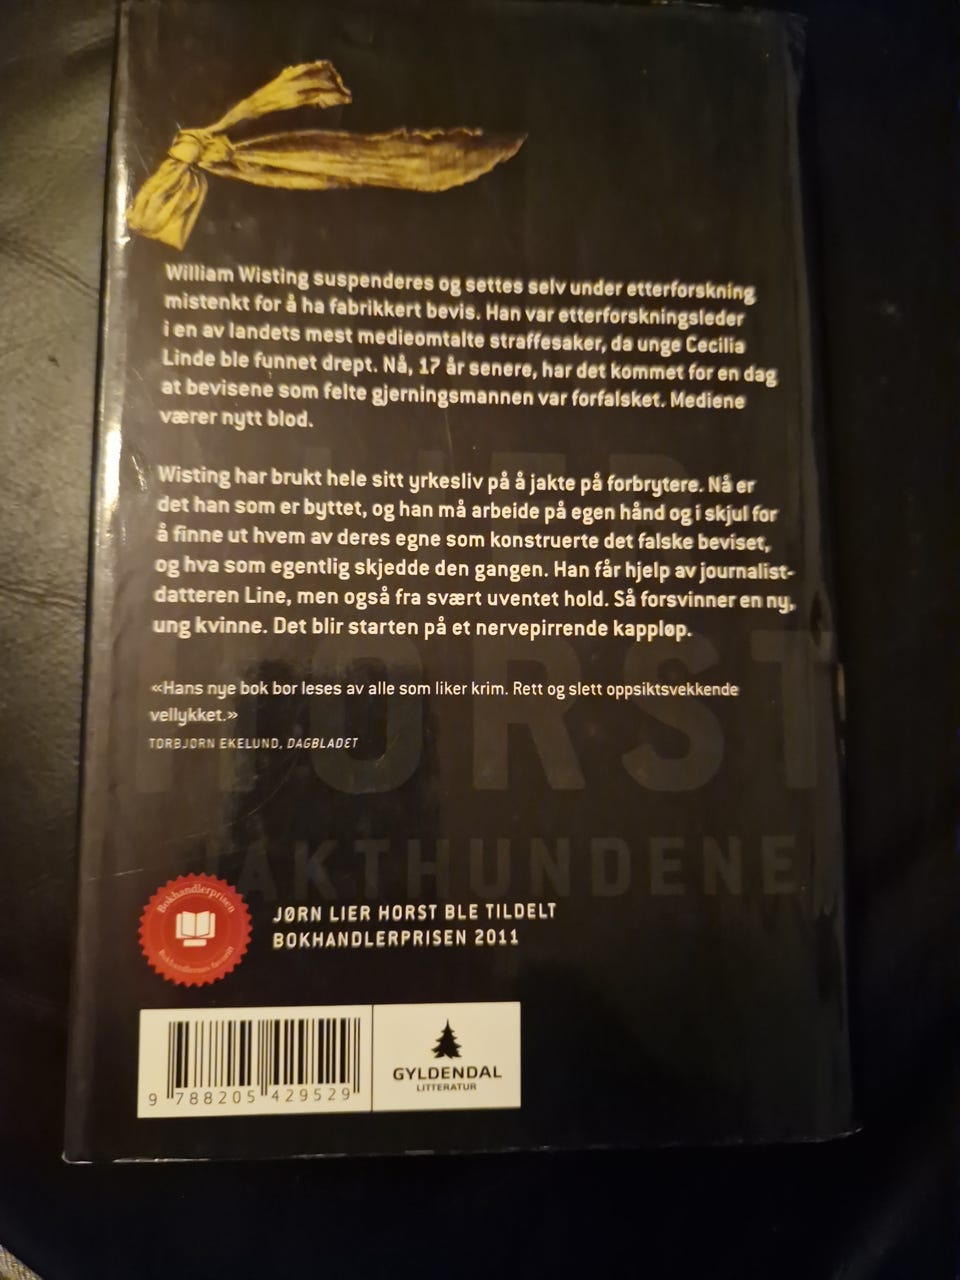 William Wisting suspenderes og settes selv under etterforskning
mistenkt for å ha fabrikkert bevis. Han var etterforskningsleder
i en av landets mest medieomtalte straffesaker, da unge Cecilia
Linde ble funnet drept. Nå, 17 år senere, har det kommet for en dag
at bevisene som felte gjerningsmannen var forfalsket. Mediene
værer nytt blod.
Wisting har brukt hele sitt yrkesliv på å jakte på forbrytere. Nå er
det han som er byttet, og han må arbeide på egen hånd og i skjul for
å finne ut hvem av deres egne som konstruerte det falske beviset,
og hva som egentlig skjedde den gangen. Han får hjelp av journalist-
datteren Line, men også fra svært uventet hold. Så forsvinner en ny,
ung kvinne. Det blir starten på et nervepirrende kappløp.
«Hans nye bok bør leses av alle som liker krim. Rett og slett oppsiktsvekkende
vellykket.»
TORBJØRN EKELUND, DAGBLADET
LIER
HORST
JAKTHUNDENE
Bokhandlerprisen
Bokhandlernes favoritt
JØRN LIER HORST BLE TILDELT
BOKHANDLERPRISEN 2011
9 788205 429529
GYLDENDAL
LITTERATUR